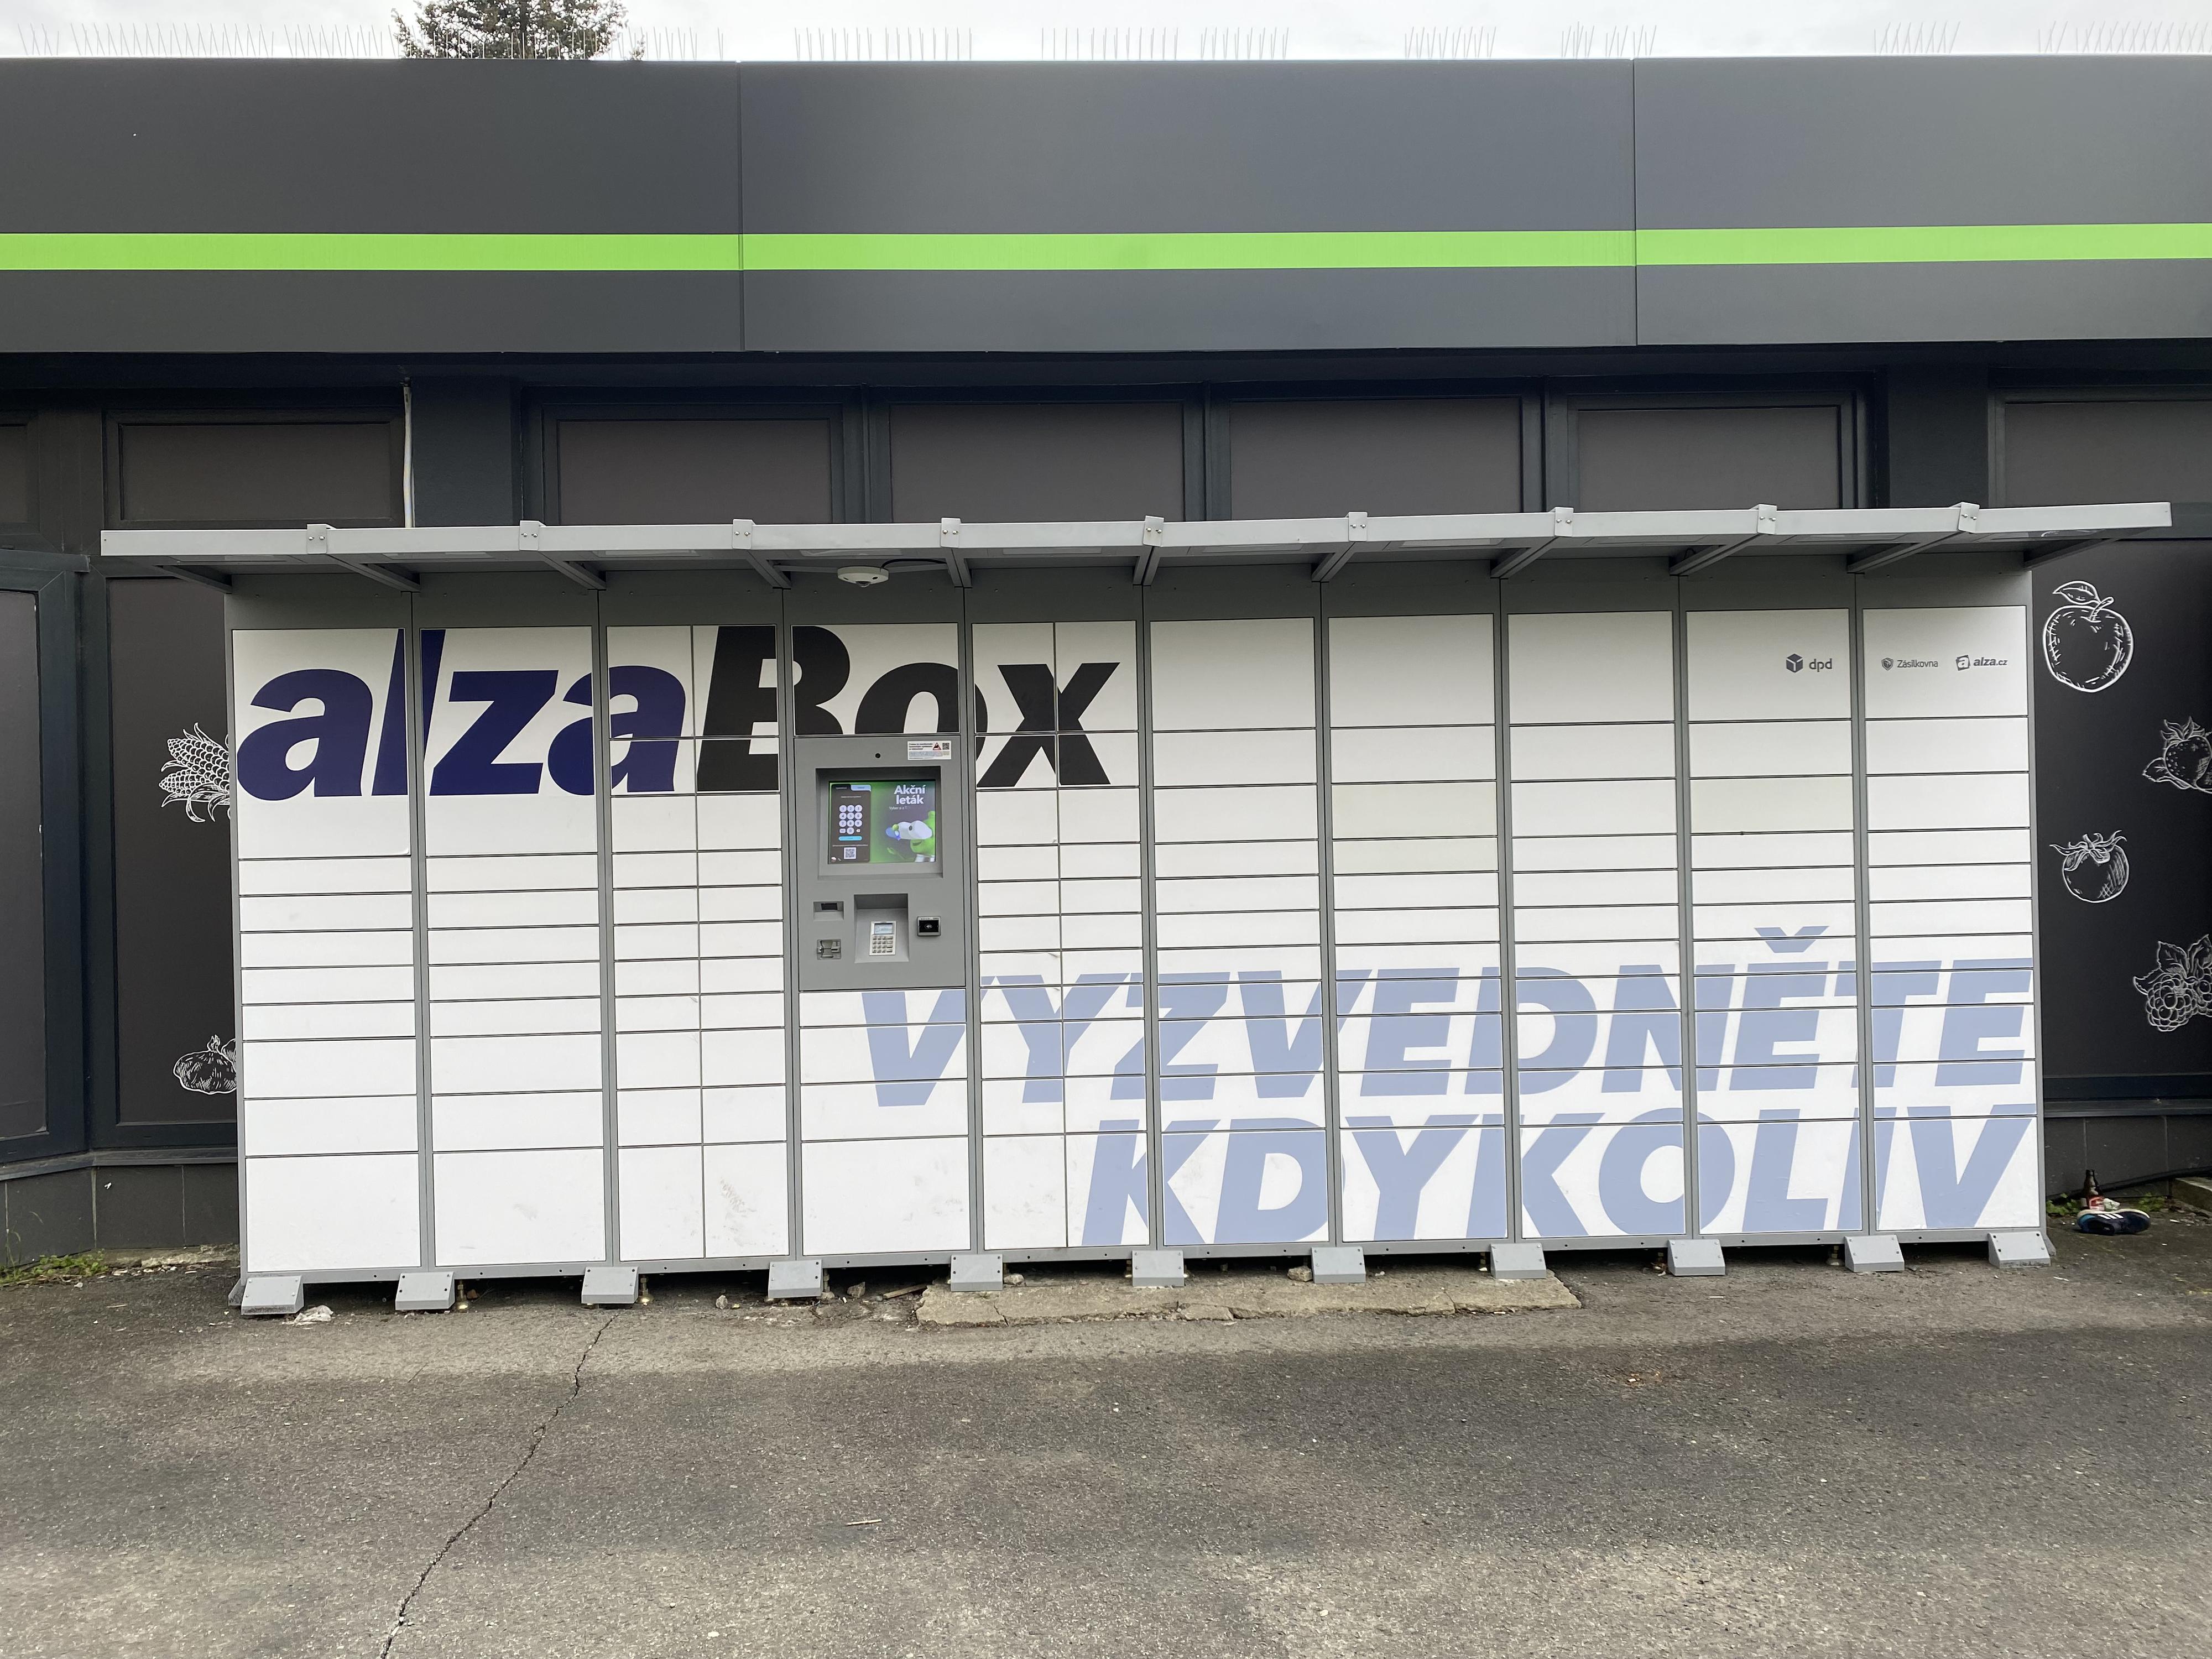 alzaBox
dpd
Zásilkovna
alza.cz
Akční
leták
VYZVEDNĚTE
KDYKOLIV